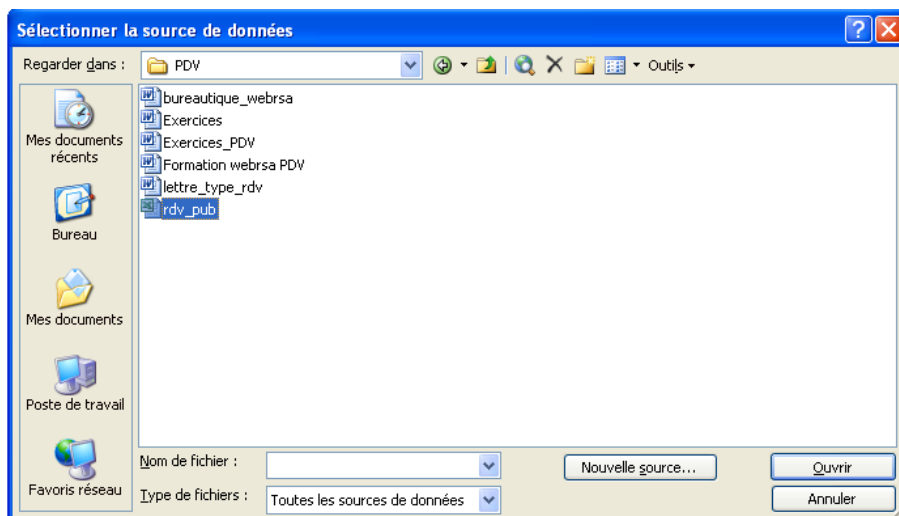 Sélectionner la source de données
Regarder dans :
PDV
Outils
Mes documents
récents
Bureau
Mes documents
Poste de travail
Favoris réseau
bureautique_webrsa
Exercices
Exercices_PDV
Formation webrsa PDV
lettre_type_rdv
rdv_pub
Nom de fichier :
Nouvelle source...
Ouvrir
Type de fichiers :
Toutes les sources de données
Annuler